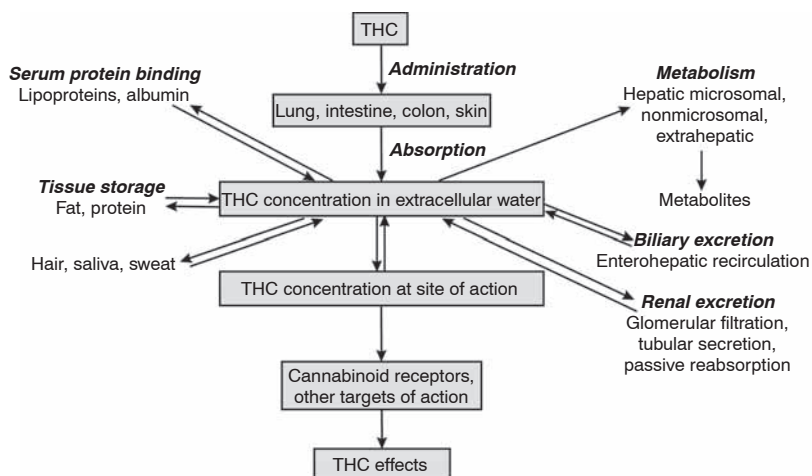 THC
Administration
Lung, intestine, colon, skin
Absorption
Serum protein binding
Lipoproteins, albumin
Metabolism
Hepatic microsomal,
nonmicrosomal,
extrahepatic
Metabolites
Tissue storage
Fat, protein
THC concentration in extracellular water
Biliary excretion
Enterohepatic recirculation
Hair, saliva, sweat
THC concentration at site of action
Renal excretion
Glomerular filtration,
tubular secretion,
passive reabsorption
Cannabinoid receptors,
other targets of action
THC effects